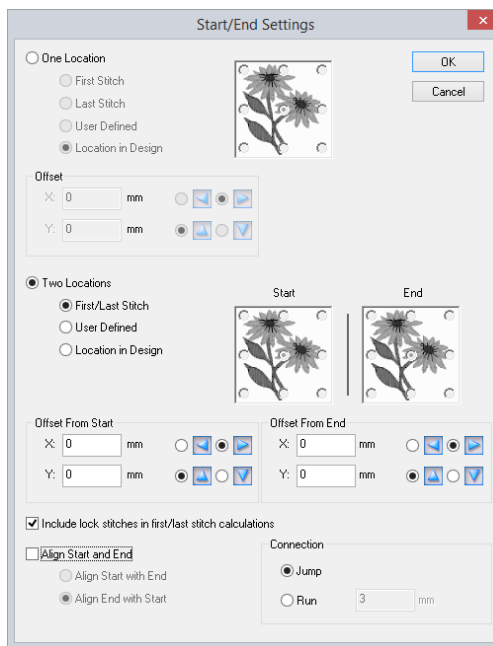 Start/End Settings
One Location
OK
First Stitch
Cancel
Last Stitch
User Defined
Location in Design
Offset
X: 0 mm
Y: 0 mm
Two Locations
Start End
First/Last Stitch
User Defined
Location in Design
Offset From Start Offset From End
X: 0 mm X: 0 mm
Y: 0 mm Y: 0 mm
Include lock stitches in first/last stitch calculations
Align Start and End Connection
Align Start with End Jump
Align End with Start Run 3 mm